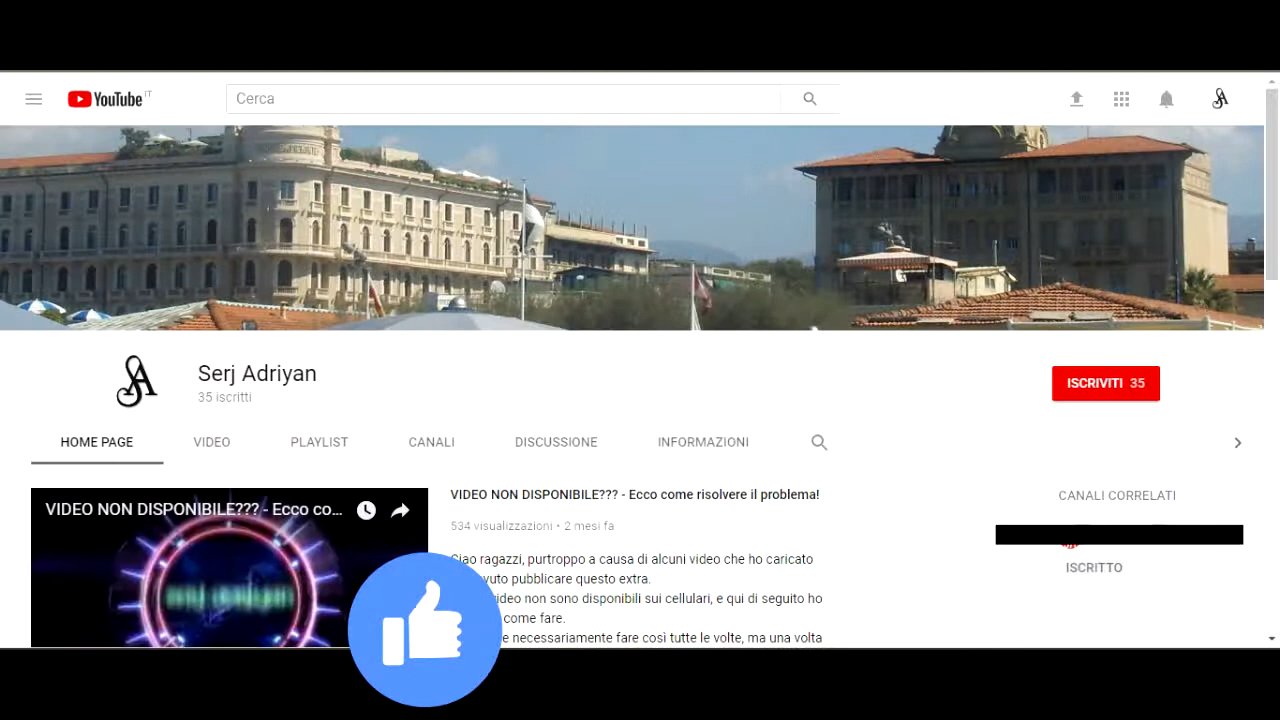 YouTube IT
Cerca
Serj Adriyan
35 iscritti
ISCRIVITI 35
HOME PAGE
VIDEO
PLAYLIST
CANALI
DISCUSSIONE
INFORMAZIONI
VIDEO NON DISPONIBILE??? - Ecco co...
VIDEO NON DISPONIBILE??? - Ecco come risolvere il problema!
534 visualizzazioni • 2 mesi fa
Ciao ragazzi, purtroppo a causa di alcuni video che ho caricato
vuto pubblicare questo extra.
ideo non sono disponibili sui cellulari, e qui di seguito ho
come fare.
e necessariamente fare così tutte le volte, ma una volta
CANALI CORRELATI
ISCRITTO